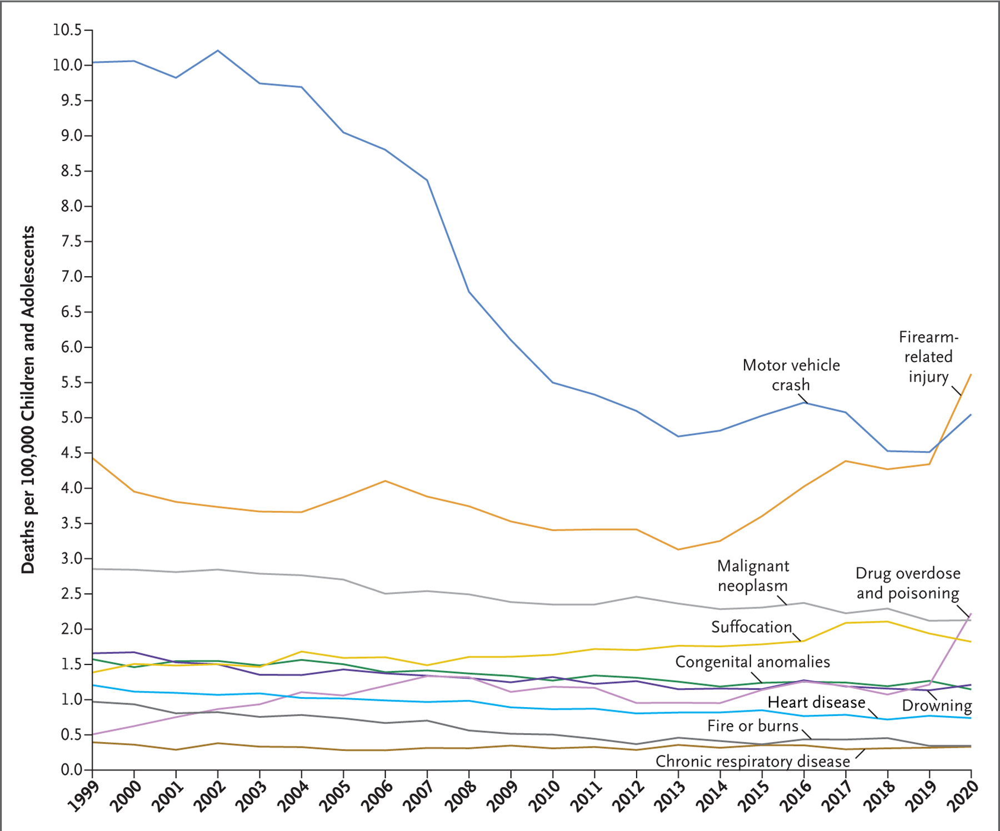 10.5
10.0
9.5
9.0
8.5
8.0
7.5
7.0
6.5
6.0
5.5
5.0
4.5
4.0
3.5
3.0
2.5
2.0
1.5
1.0
0.5
0.0
Deaths per 100,000 Children and Adolescents
Firearm-
related
injury
Motor vehicle
crash
Malignant
neoplasm
Drug overdose
and poisoning
Suffocation
Congenital anomalies
Heart disease
Drowning
Fire or burns
Chronic respiratory disease
1999
2000
2001
2002
2003
2004
2005
2006
2007
2008
2009
2010
2011
2012
2013
2014
2015
2016
2017
2018
2019
2020